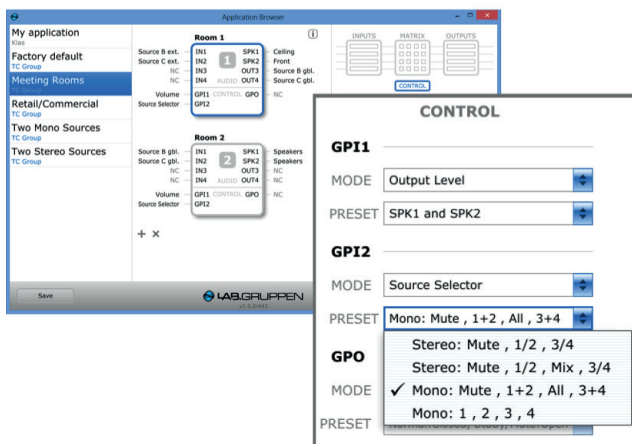 Application Browser
My application
Klas
Factory default
TC Group
Meeting Rooms
TC Group
Retail/Commercial
TC Group
Two Mono Sources
TC Group
Two Stereo Sources
TC Group
Save
Room 1
Source B ext. IN1 SPK1 Ceiling
Source C ext. IN2 1 SPK2 Front
NC IN3 OUT3 Source B gbl.
NC IN4 AUDIO OUT4 Source C gbl.
Volume GPI1 CONTROL GPO NC
Source Selector GPI2
Room 2
Source B gbl. IN1 SPK1 Speakers
Source C gbl. IN2 2 SPK2 Speakers
NC IN3 OUT3 NC
NC IN4 AUDIO OUT4 NC
Volume GPI1 CONTROL GPO NC
Source Selector GPI2
+ ×
LAB.GRUPPEN
i
INPUTS MATRIX OUTPUTS
CONTROL
CONTROL
GPI1
MODE Output Level
PRESET SPK1 and SPK2
GPI2
MODE Source Selector
PRESET Mono: Mute , 1+2 , All , 3+4
Stereo: Mute , 1/2 , 3/4
Stereo: Mute , 1/2 , Mix , 3/4
✓ Mono: Mute , 1+2 , All , 3+4
Mono: 1 , 2 , 3 , 4
GPO
MODE
PRESET